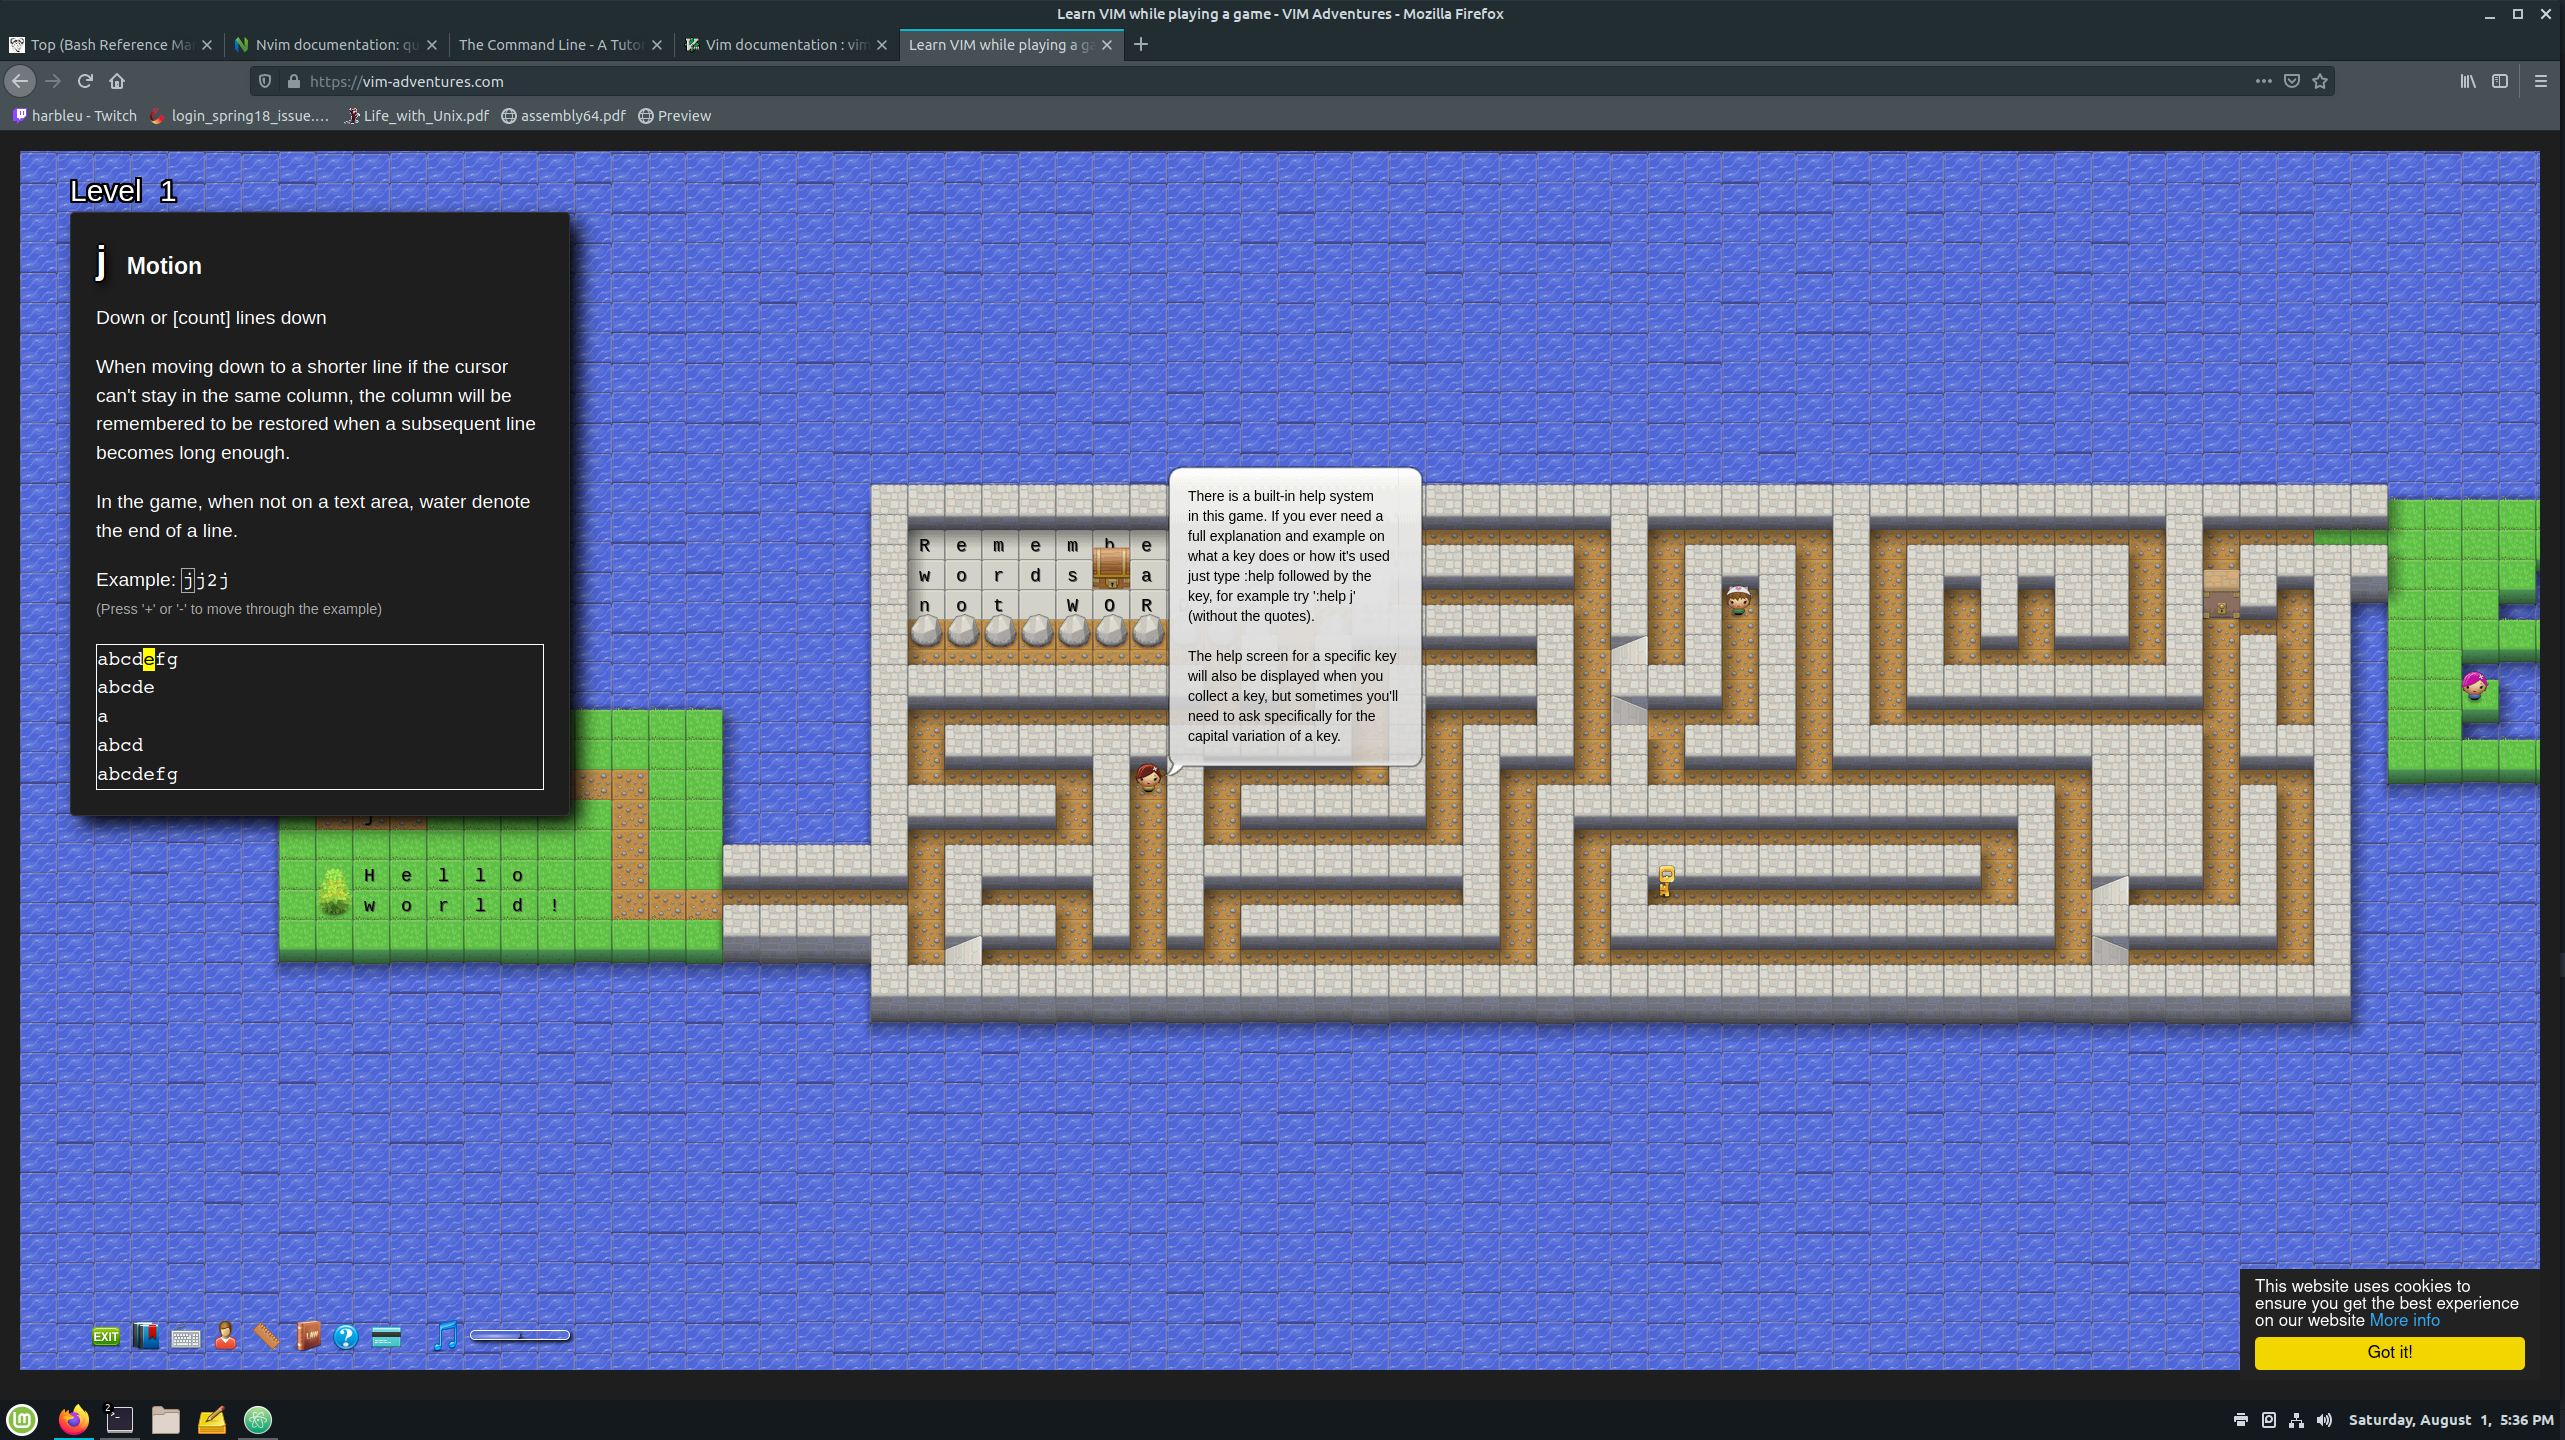 Learn VIM while playing a game - VIM Adventures - Mozilla Firefox
Top (Bash Reference Ma
Nvim documentation: qu
The Command Line - A Tuto
Vim documentation : vim
Learn VIM while playing a ga
https://vim-adventures.com
harbleu - Twitch
login_spring18_issue....
Life_with_Unix.pdf
assembly64.pdf
Preview
Level 1
j Motion
Down or [count] lines down
When moving down to a shorter line if the cursor
can't stay in the same column, the column will be
remembered to be restored when a subsequent line
becomes long enough.
In the game, when not on a text area, water denote
the end of a line.
Example: jj2j
(Press '+' or '-' to move through the example)
abcdefg
abcde
a
abcd
abcdefg
j
Hello
world!
Remembe
words a
not WOR
There is a built-in help system
in this game. If you ever need a
full explanation and example on
what a key does or how it's used
just type :help followed by the
key, for example try ':help j'
(without the quotes).
The help screen for a specific key
will also be displayed when you
collect a key, but sometimes you'll
need to ask specifically for the
capital variation of a key.
EXIT
LAW
?
This website uses cookies to
ensure you get the best experience
on our website More info
Got it!
2
Saturday, August 1, 5:36 PM